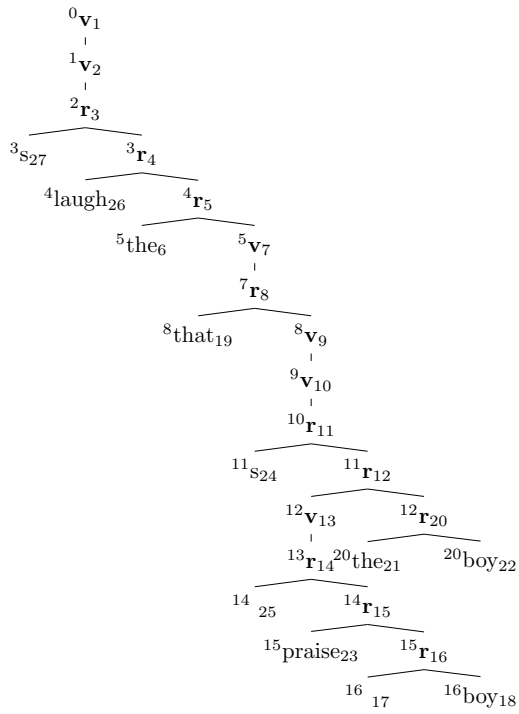 ⁰v₁
¹v₂
²r₃
³s₂₇ ³r₄
⁴laugh₂₆ ⁴r₅
⁵the₆ ⁵v₇
⁷r₈
⁸that₁₉ ⁸v₉
⁹v₁₀
¹⁰r₁₁
¹¹s₂₄ ¹¹r₁₂
¹²v₁₃ ¹²r₂₀
¹³r₁₄ ²⁰the₂₁ ²⁰boy₂₂
¹⁴ ₂₅ ¹⁴r₁₅
¹⁵praise₂₃ ¹⁵r₁₆
¹⁶ ₁₇ ¹⁶boy₁₈